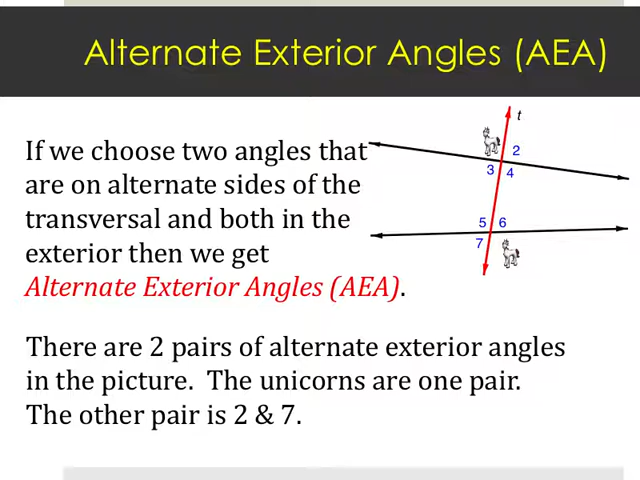 Alternate Exterior Angles (AEA)
t
2
3 4
5 6
7
If we choose two angles that
are on alternate sides of the
transversal and both in the
exterior then we get
Alternate Exterior Angles (AEA).
There are 2 pairs of alternate exterior angles
in the picture. The unicorns are one pair.
The other pair is 2 & 7.